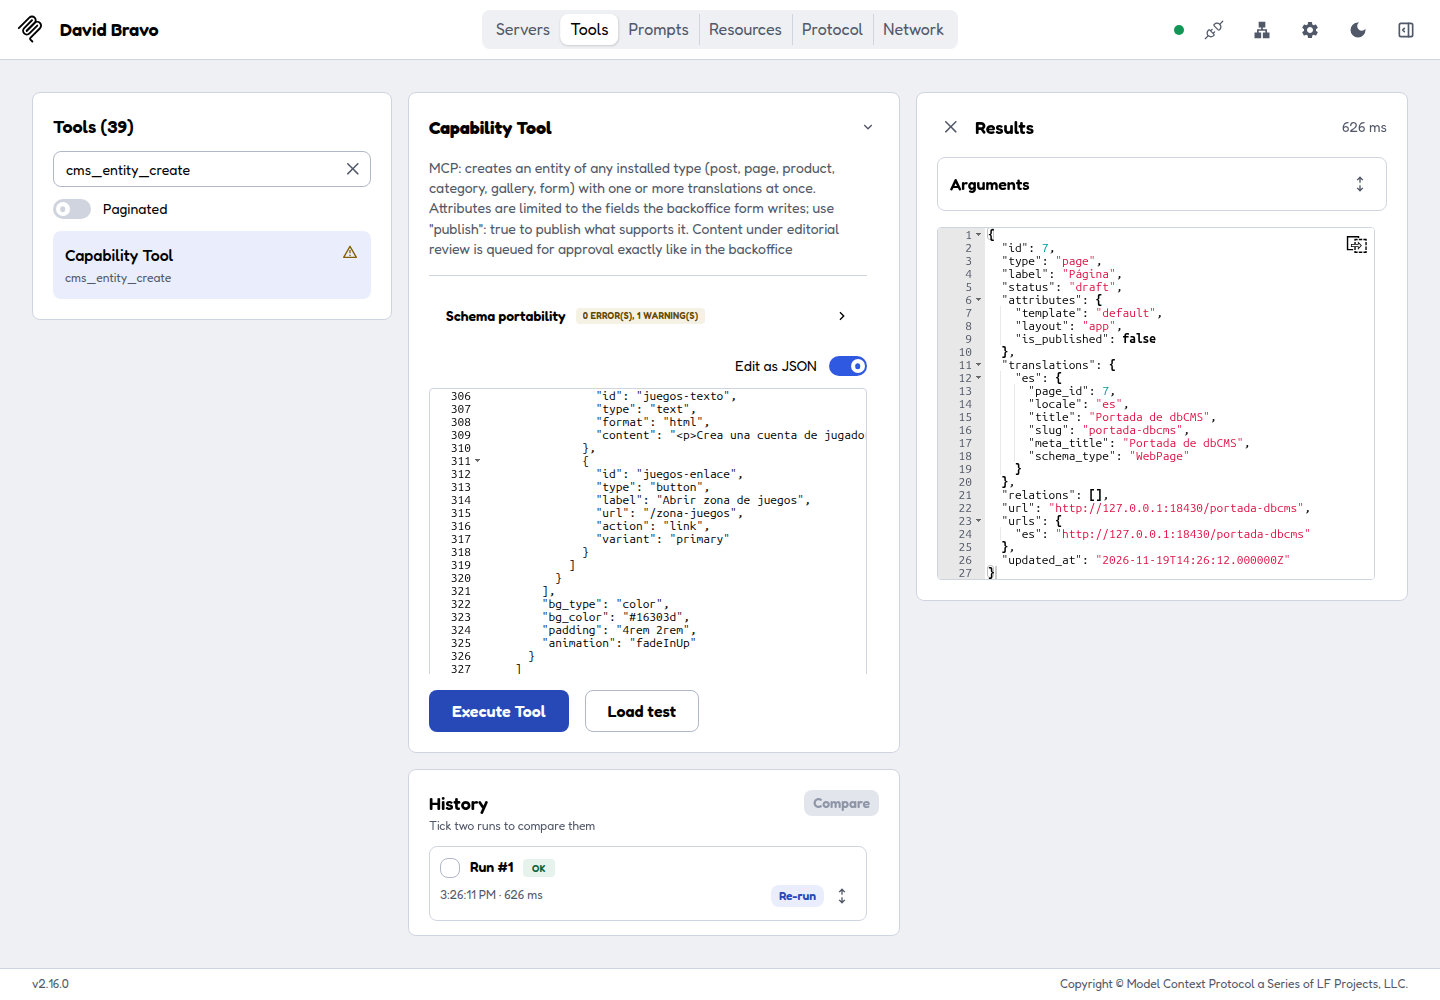 David Bravo
Servers
Tools
Prompts
Resources
Protocol
Network
Tools (39)
cms_entity_create
Paginated
Capability Tool
cms_entity_create
Capability Tool
MCP: creates an entity of any installed type (post, page, product,
category, gallery, form) with one or more translations at once.
Attributes are limited to the fields the backoffice form writes; use
"publish": true to publish what supports it. Content under editorial
review is queued for approval exactly like in the backoffice
Schema portability
0 ERROR(S), 1 WARNING(S)
Edit as JSON
306 "id": "juegos-texto",
307 "type": "text",
308 "format": "html",
309 "content": "<p>Crea una cuenta de jugado
310 },
311 {
312 "id": "juegos-enlace",
313 "type": "button",
314 "label": "Abrir zona de juegos",
315 "url": "/zona-juegos",
316 "action": "link",
317 "variant": "primary"
318 }
319 ]
320 }
321 ],
322 "bg_type": "color",
323 "bg_color": "#16303d",
324 "padding": "4rem 2rem",
325 "animation": "fadeInUp"
326 }
327 ]
Execute Tool
Load test
History
Compare
Tick two runs to compare them
Run #1
OK
3:26:11 PM · 626 ms
Re-run
Results
626 ms
Arguments
1 {
2 "id": 7,
3 "type": "page",
4 "label": "Página",
5 "status": "draft",
6 "attributes": {
7 "template": "default",
8 "layout": "app",
9 "is_published": false
10 },
11 "translations": {
12 "es": {
13 "page_id": 7,
14 "locale": "es",
15 "title": "Portada de dbCMS",
16 "slug": "portada-dbcms",
17 "meta_title": "Portada de dbCMS",
18 "schema_type": "WebPage"
19 }
20 },
21 "relations": [],
22 "url": "http://127.0.0.1:18430/portada-dbcms",
23 "urls": {
24 "es": "http://127.0.0.1:18430/portada-dbcms"
25 },
26 "updated_at": "2026-11-19T14:26:12.000000Z"
27 }
v2.16.0
Copyright © Model Context Protocol a Series of LF Projects, LLC.